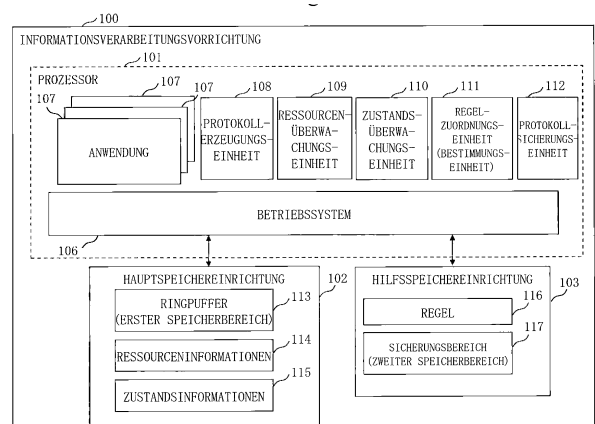 100
INFORMATIONSVERARBEITUNGSVORRICHTUNG
101
PROZESSOR
107
107
107
108
109
110
111
112
ANWENDUNG
PROTOKOLL-
ERZEUGUNGS-
EINHEIT
RESSOURCEN-
ÜBERWA-
CHUNGS-
EINHEIT
ZUSTANDS-
ÜBERWA-
CHUNGS-
EINHEIT
REGEL-
ZUORDNUNGS-
EINHEIT
(BESTIMMUNGS-
EINHEIT)
PROTOKOLL-
SICHERUNGS-
EINHEIT
BETRIEBSSYSTEM
106
HAUPTSPEICHEREINRICHTUNG
102
RINGPUFFER
(ERSTER SPEICHERBEREICH)
113
RESSOURCENINFORMATIONEN
114
ZUSTANDSINFORMATIONEN
115
HILFSSPEICHEREINRICHTUNG
103
REGEL
116
SICHERUNGSBEREICH
(ZWEITER SPEICHERBEREICH)
117